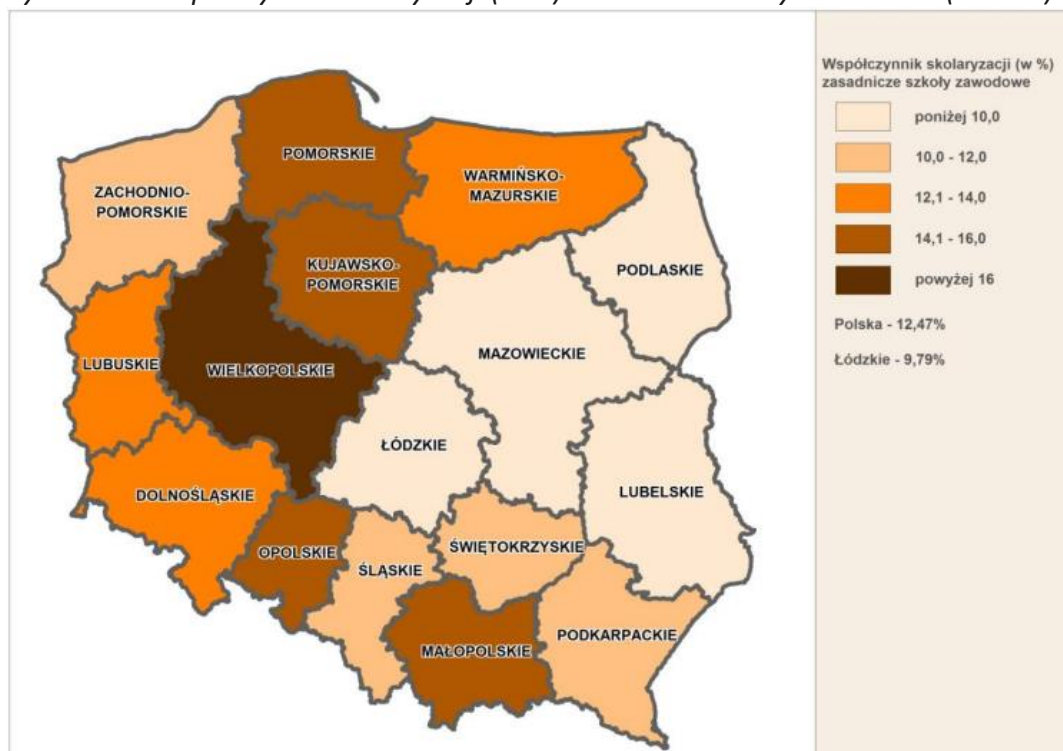 Współczynnik skolaryzacji (w %)
zasadnicze szkoły zawodowe
poniżej 10,0
10,0 - 12,0
12,1 - 14,0
14,1 - 16,0
powyżej 16
Polska - 12,47%
Łódzkie - 9,79%
POMORSKIE
WARMIŃSKO-
MAZURSKIE
ZACHODNIO-
POMORSKIE
KUJAWSKO-
POMORSKIE
PODLASKIE
MAZOWIECKIE
LUBUSKIE
WIELKOPOLSKIE
ŁÓDZKIE
LUBELSKIE
DOLNOŚLĄSKIE
OPOLSKIE
ŚLĄSKIE
ŚWIĘTOKRZYSKIE
PODKARPACKIE
MAŁOPOLSKIE